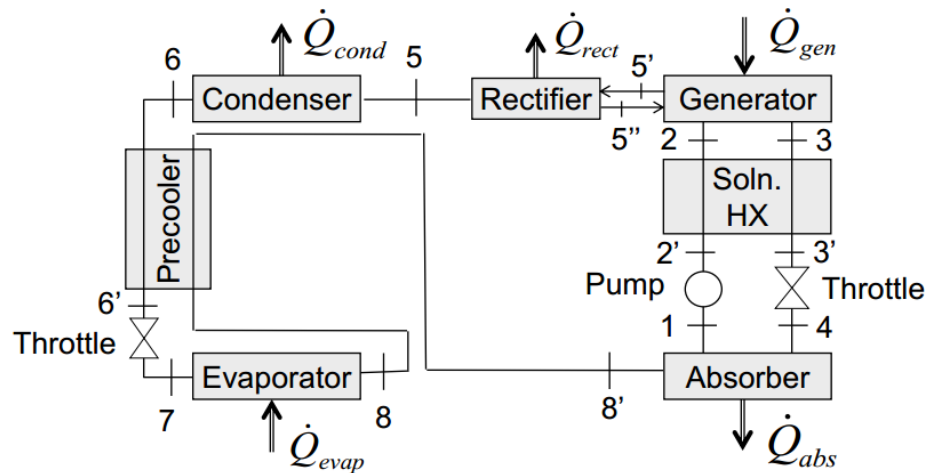 Q̇cond
Q̇rect
Q̇gen
6
5
5'
Condenser
Rectifier
Generator
5''
2
3
Precooler
Soln.
HX
2'
3'
6'
Pump
Throttle
Throttle
1
4
Evaporator
Absorber
7
8
8'
Q̇evap
Q̇abs